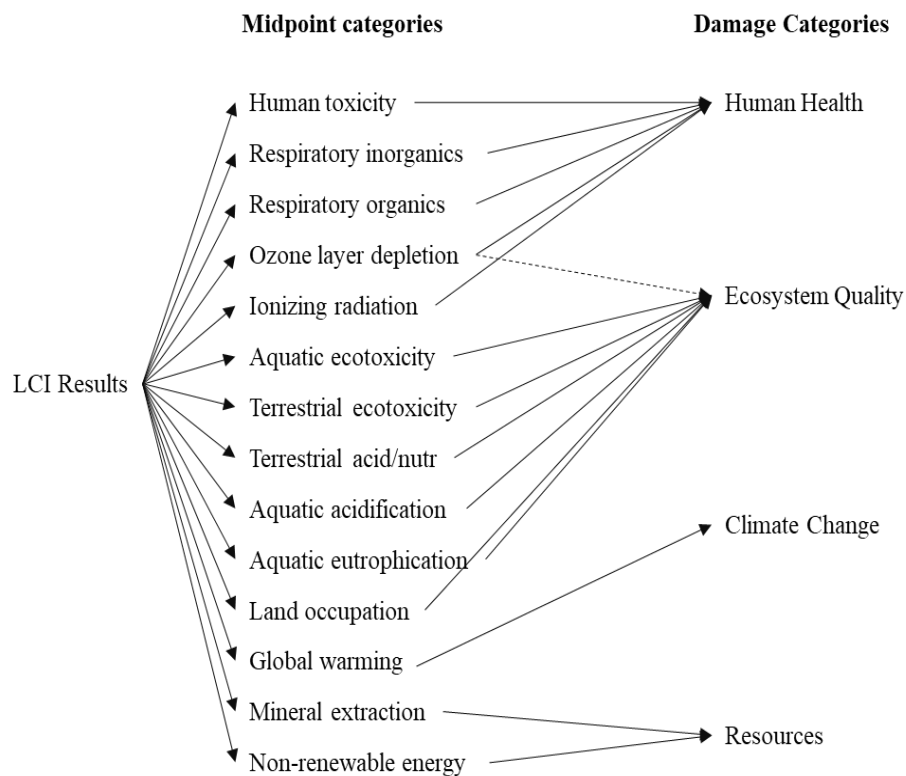 Midpoint categories
Damage Categories
Human toxicity
Human Health
Respiratory inorganics
Respiratory organics
Ozone layer depletion
Ecosystem Quality
Ionizing radiation
Aquatic ecotoxicity
LCI Results
Terrestrial ecotoxicity
Terrestrial acid/nutr
Aquatic acidification
Climate Change
Aquatic eutrophication
Land occupation
Global warming
Mineral extraction
Resources
Non-renewable energy